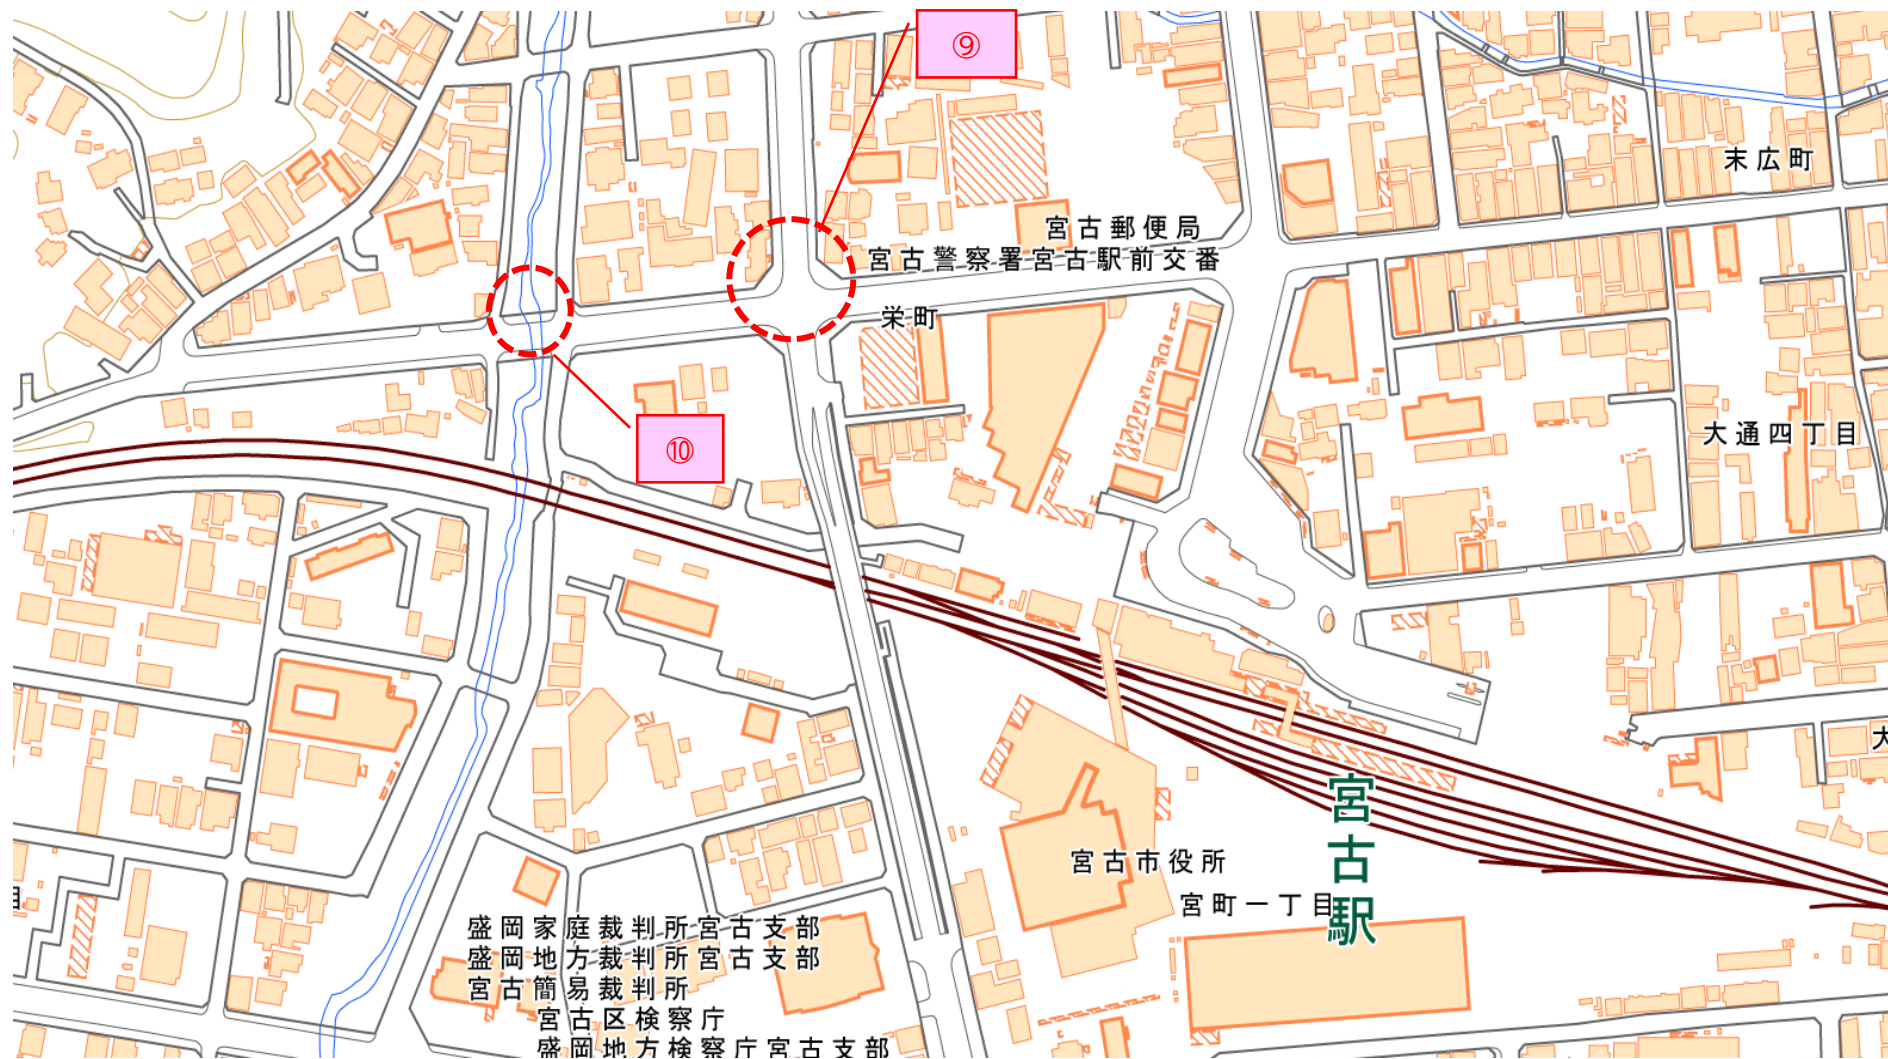 ⑨
末広町
宮古郵便局
宮古警察署宮古駅前交番
栄町
大通四丁目
⑩
大
宮古駅
宮古市役所
宮町一丁目
目
盛岡家庭裁判所宮古支部
盛岡地方裁判所宮古支部
宮古簡易裁判所
宮古区検察庁
盛岡地方検察庁宮古支部